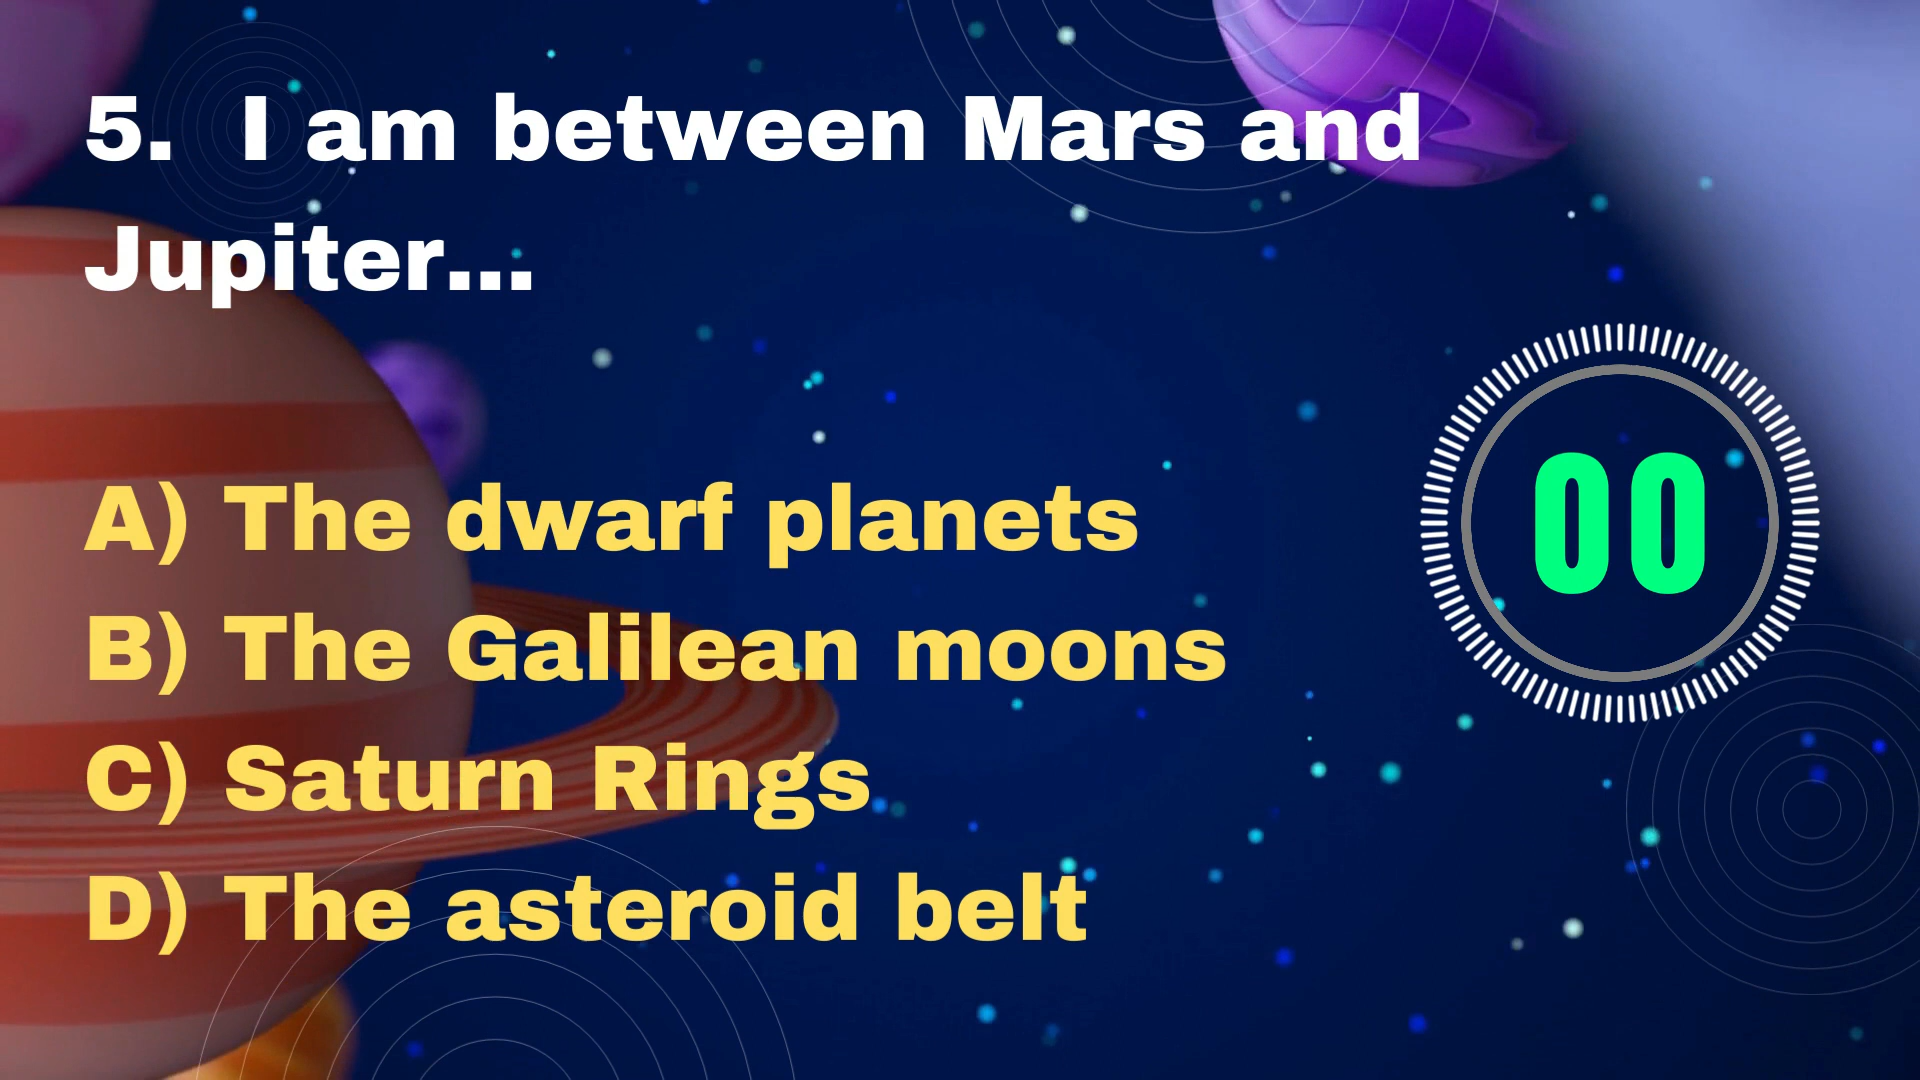 5. I am between Mars and
Jupiter...
A) The dwarf planets
B) The Galilean moons
C) Saturn Rings
D) The asteroid belt
00